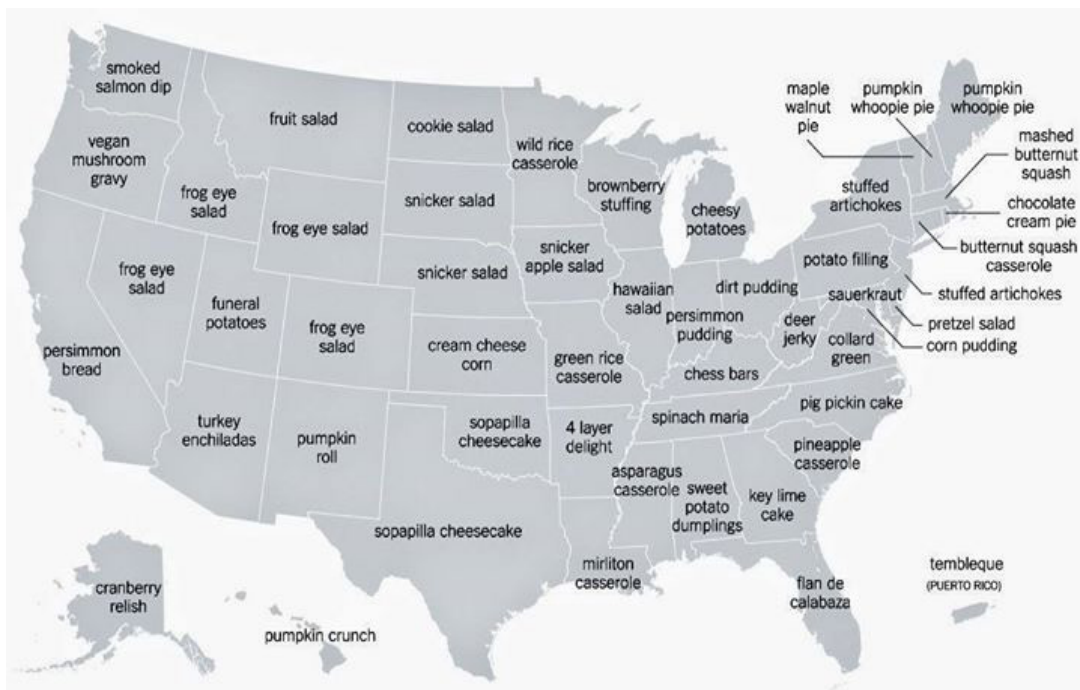 smoked
salmon dip
vegan
mushroom
gravy
fruit salad
cookie salad
wild rice
casserole
brownberry
stuffing
cheesy
potatoes
maple
walnut
pie
pumpkin
whoopie pie
pumpkin
whoopie pie
mashed
butternut
squash
stuffed
artichokes
chocolate
cream pie
butternut squash
casserole
stuffed artichokes
pretzel salad
corn pudding
frog eye
salad
frog eye salad
snicker salad
snicker salad
snicker
apple salad
hawaiian
salad
persimmon
pudding
dirt pudding
potato filling
sauerkraut
deer
jerky
collard
green
persimmon
bread
frog eye
salad
funeral
potatoes
frog eye
salad
cream cheese
corn
green rice
casserole
chess bars
pig pickin cake
turkey
enchiladas
pumpkin
roll
sopapilla
cheesecake
4 layer
delight
spinach maria
pineapple
casserole
sopapilla cheesecake
asparagus
casserole
sweet
potato
dumplings
key lime
cake
mirliton
casserole
flan de
calabaza
cranberry
relish
pumpkin crunch
tembleque
(PUERTO RICO)